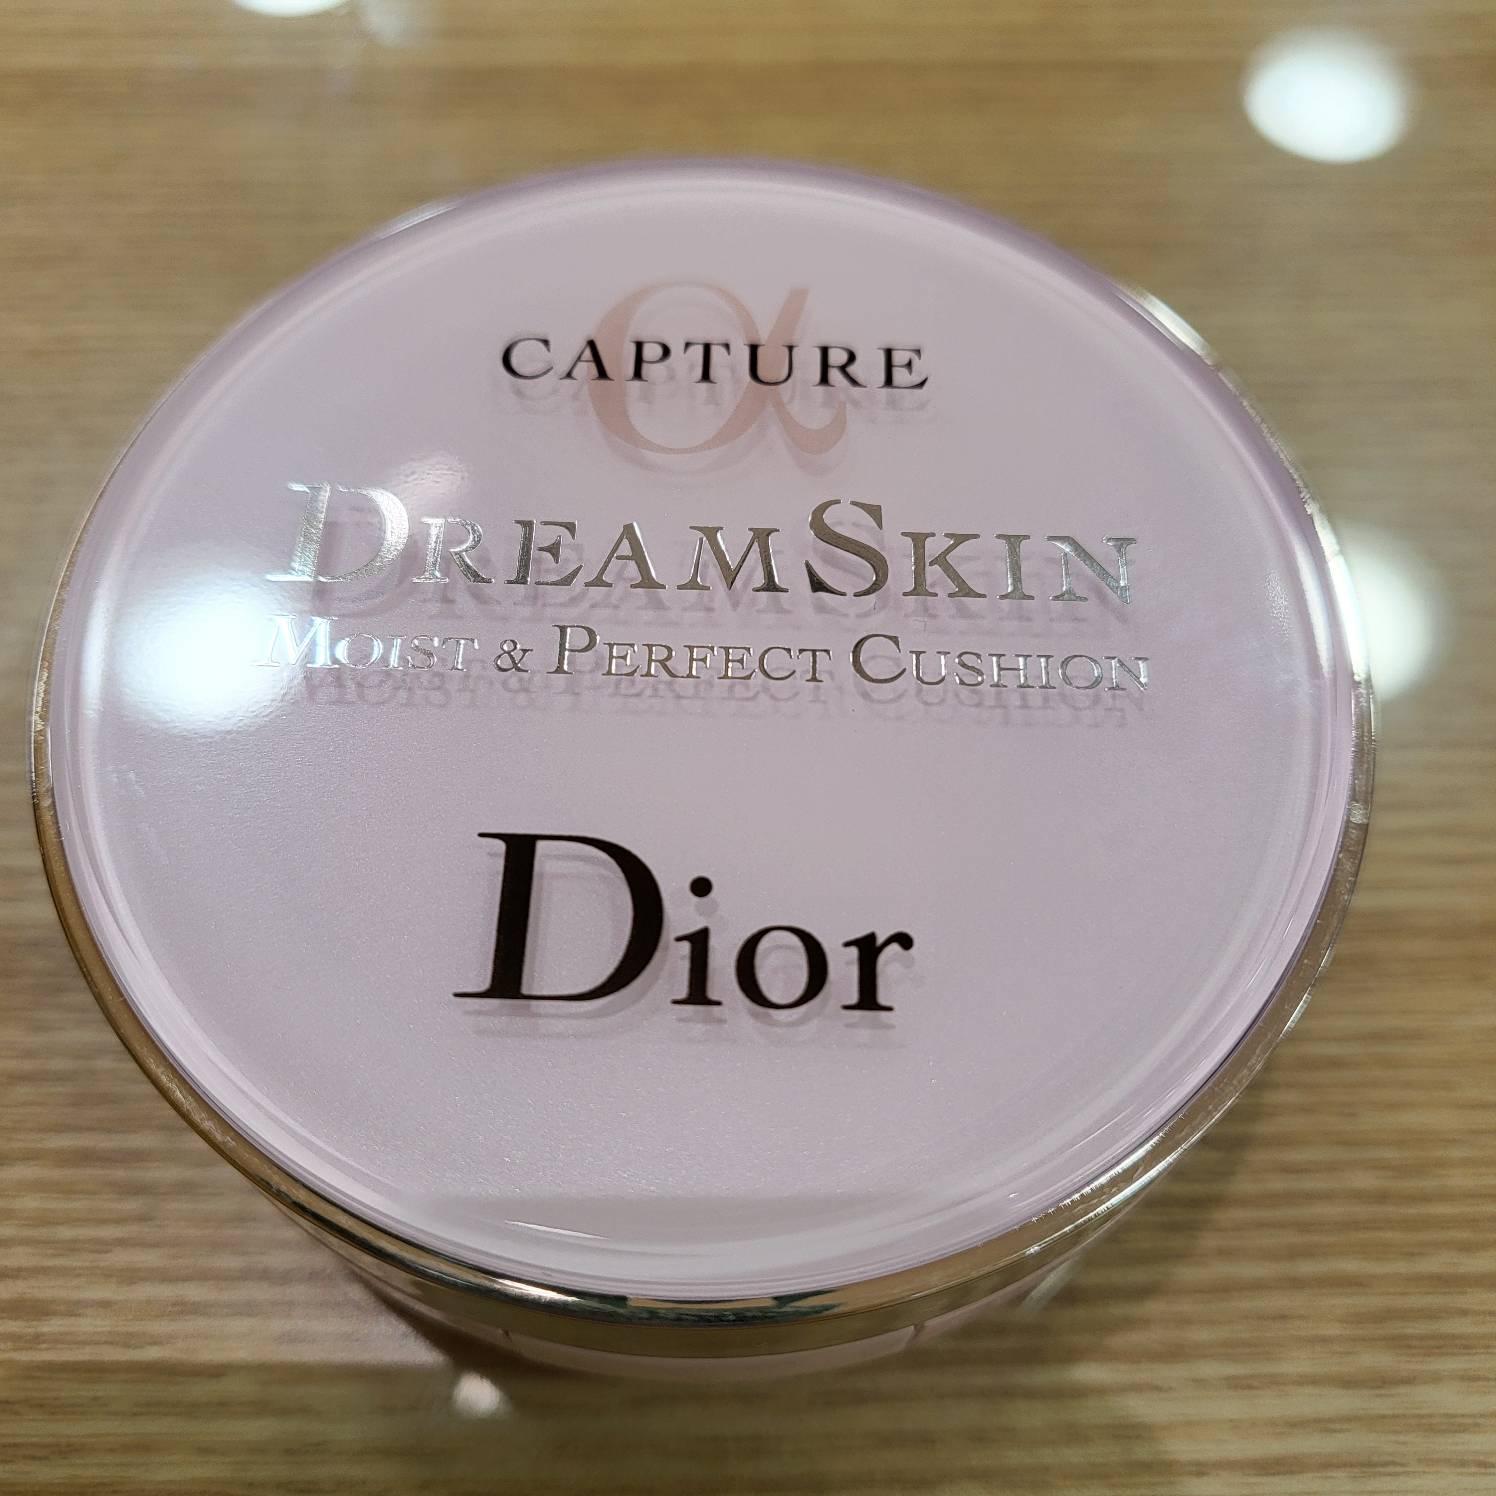 CAPTURE
α
DREAMSKIN
MOIST & PERFECT CUSHION
Dior